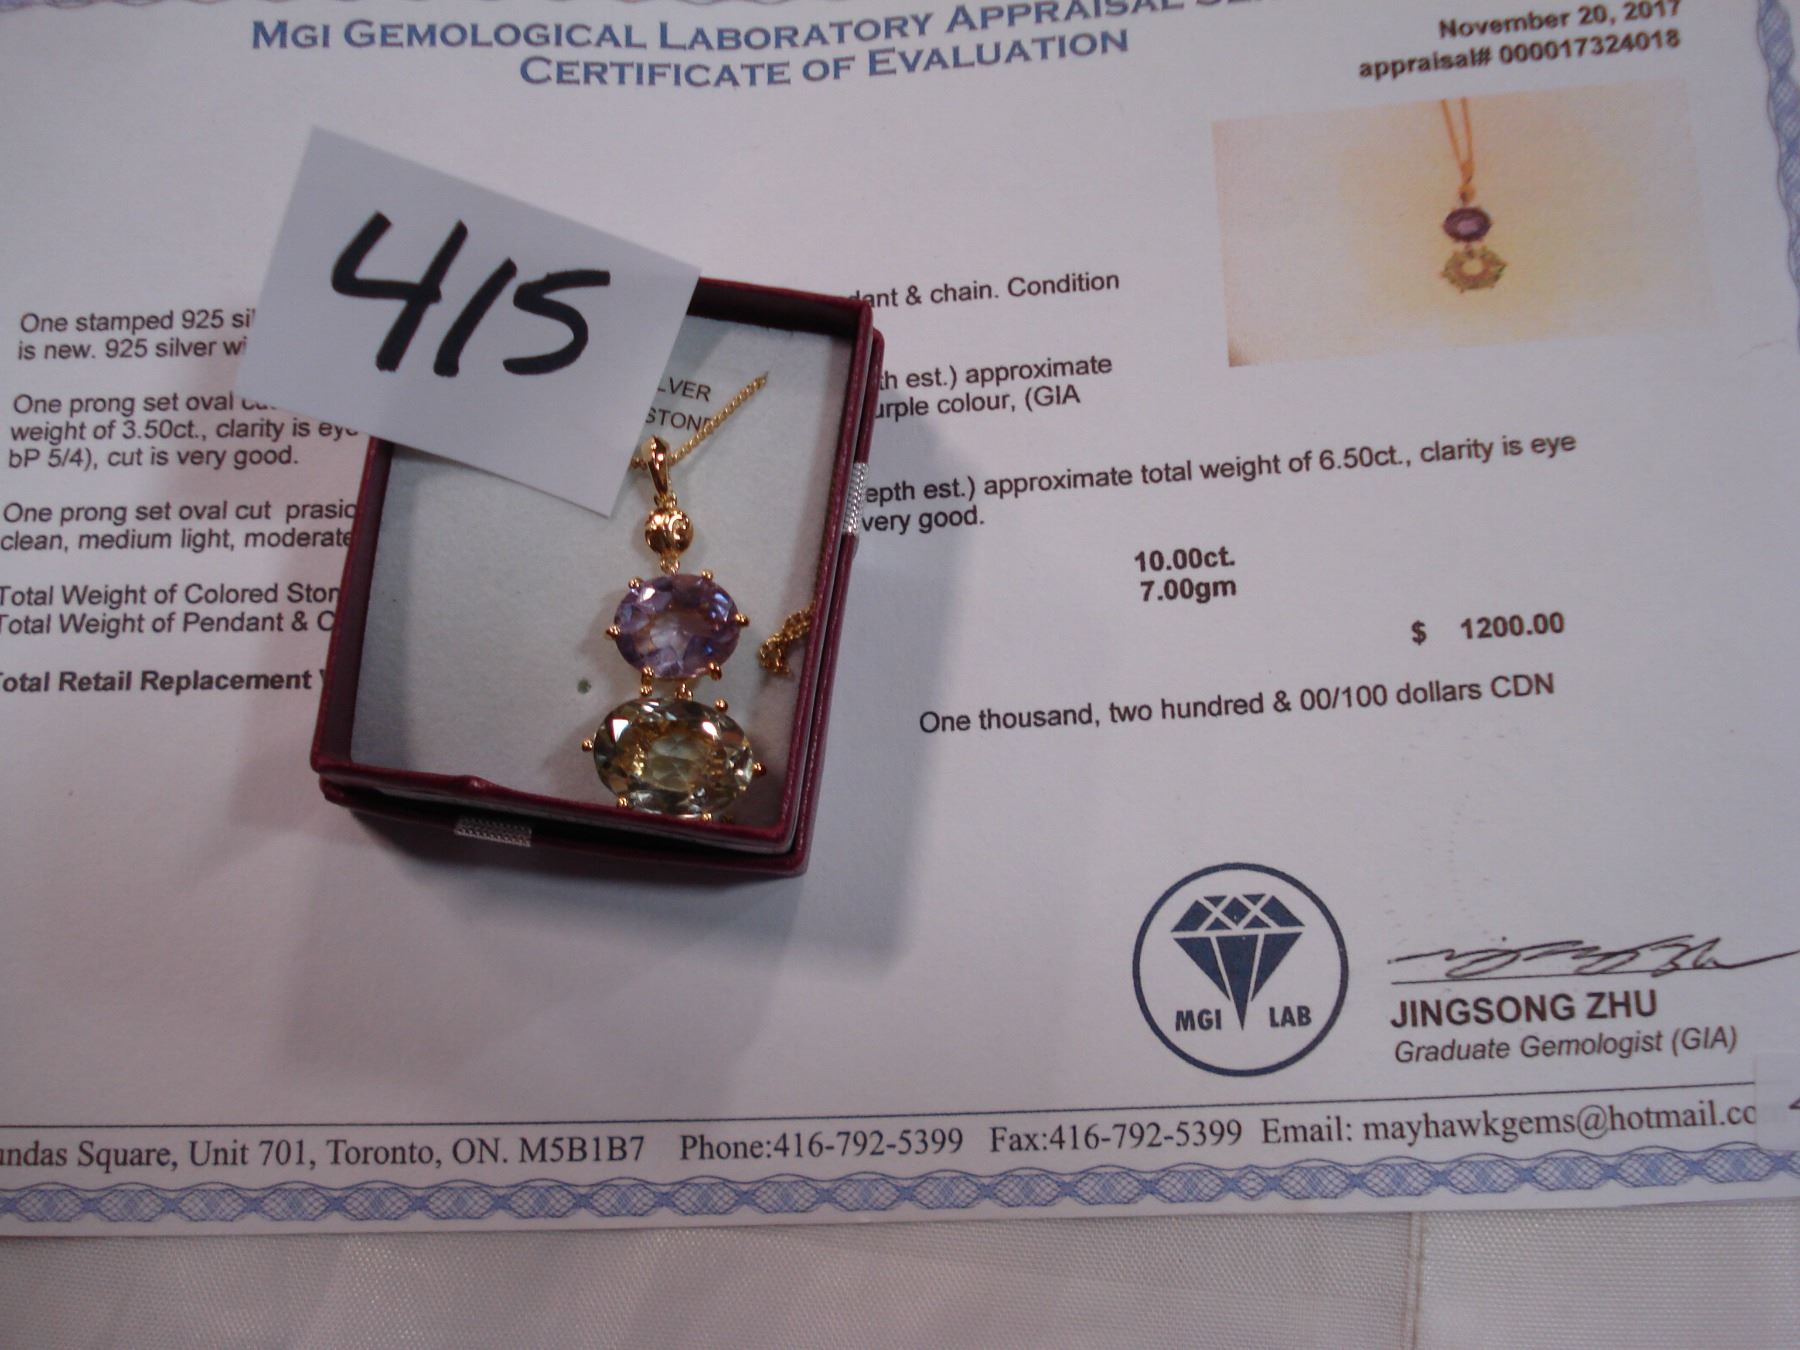 MGI GEMOLOGICAL LABORATORY APPRAISAL
CERTIFICATE OF EVALUATION
November 20, 2017
appraisal# 000017324018
415
One stamped 925 sil dant & chain. Condition
is new. 925 silver wi
LVER
STONE
One prong set oval th est.) approximate
weight of 3.50ct., clarity is eye urple colour, (GIA
bP 5/4), cut is very good.
One prong set oval cut prasio epth est.) approximate total weight of 6.50ct., clarity is eye
clean, medium light, moderate very good.
Total Weight of Colored Ston 10.00ct.
Total Weight of Pendant & C 7.00gm
Total Retail Replacement $ 1200.00
One thousand, two hundred & 00/100 dollars CDN
MGI LAB
JINGSONG ZHU
Graduate Gemologist (GIA)
undas Square, Unit 701, Toronto, ON. M5B1B7 Phone:416-792-5399 Fax:416-792-5399 Email: mayhawkgems@hotmail.co